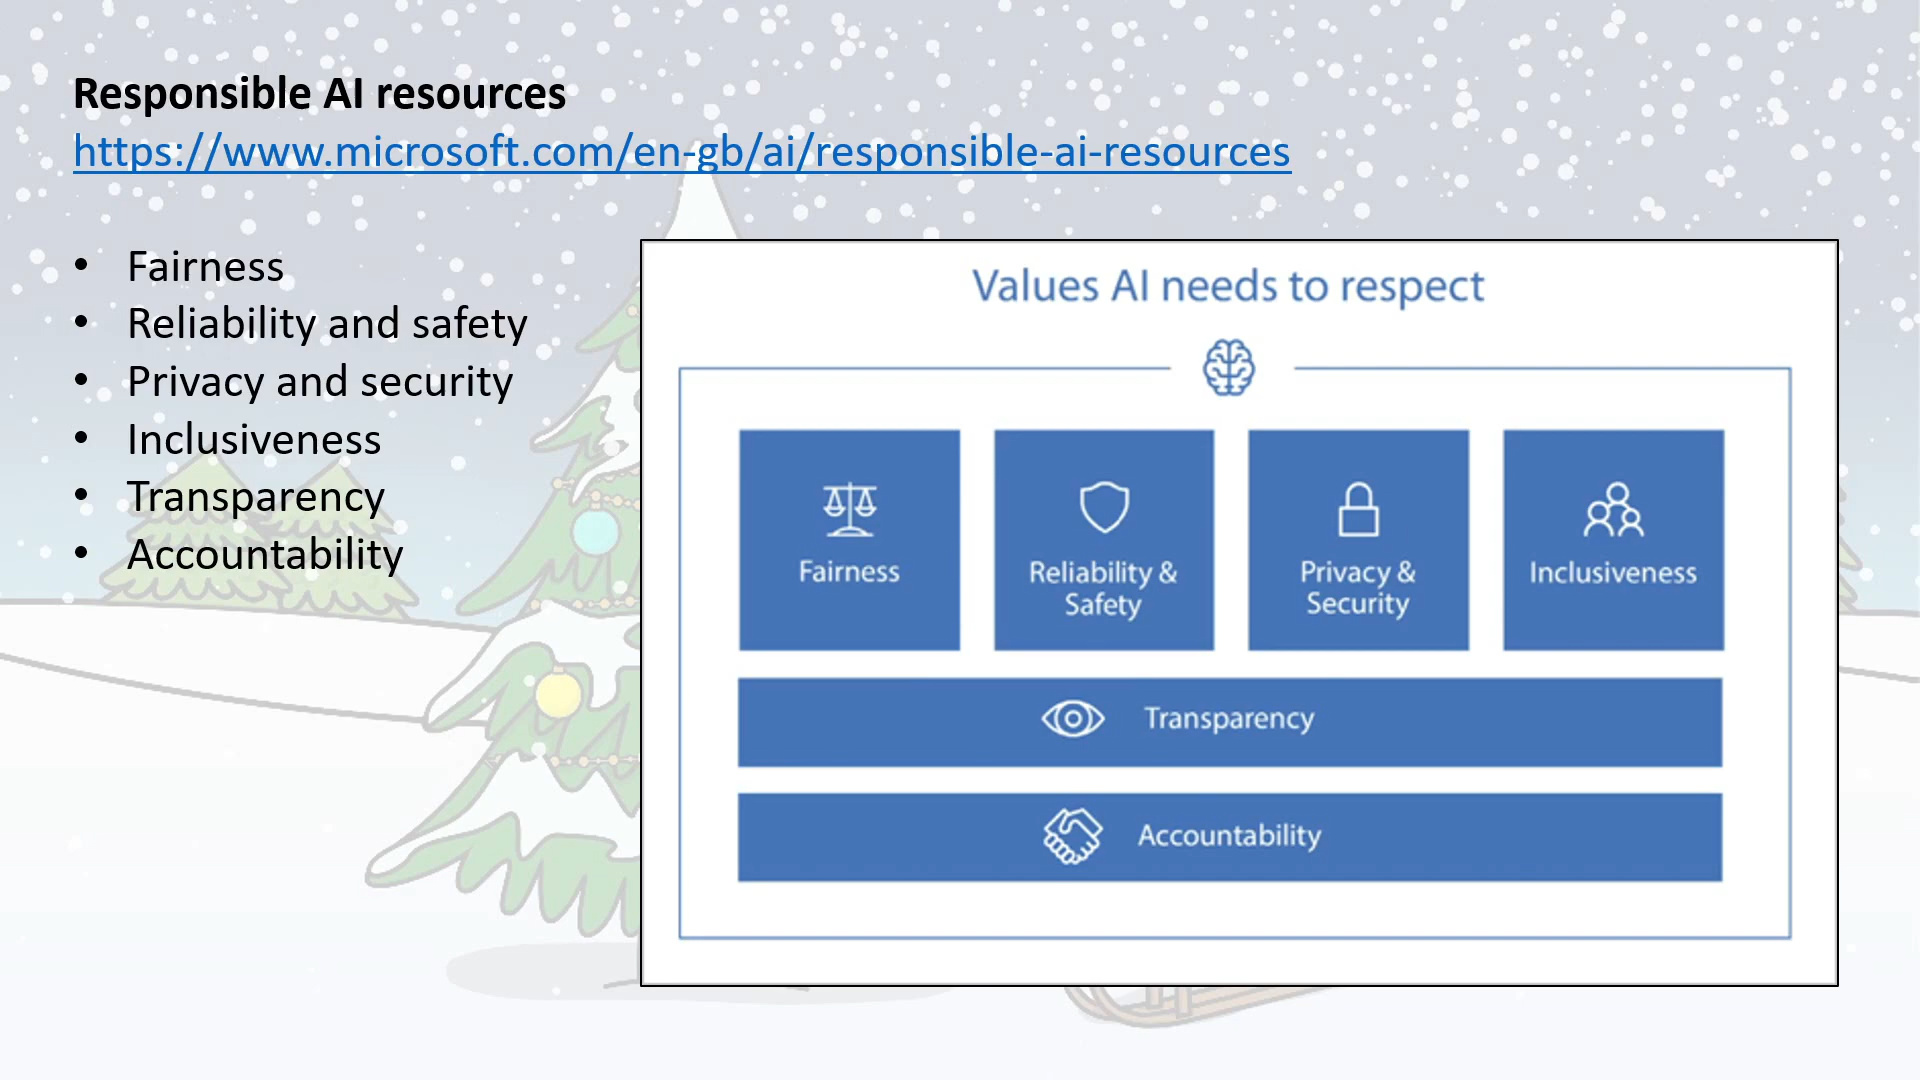 Responsible AI resources
https://www.microsoft.com/en-gb/ai/responsible-ai-resources
• Fairness
• Reliability and safety
• Privacy and security
• Inclusiveness
• Transparency
• Accountability
Values AI needs to respect
Fairness
Reliability &
Safety
Privacy &
Security
Inclusiveness
Transparency
Accountability